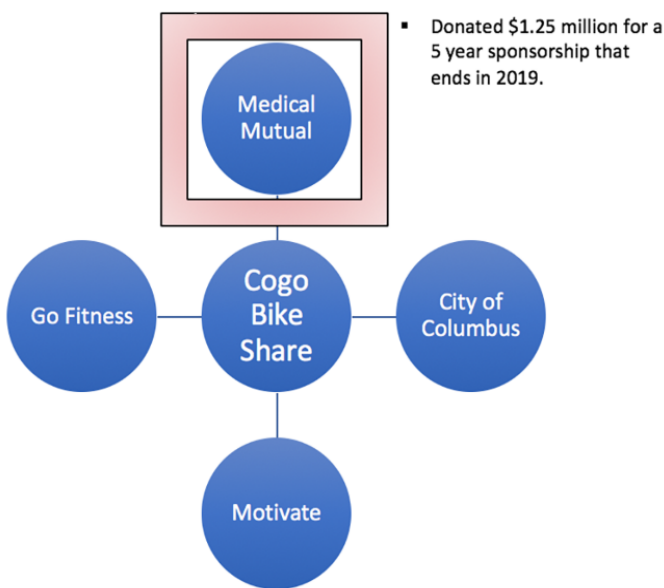 Medical
Mutual
▪ Donated $1.25 million for a
5 year sponsorship that
ends in 2019.
Go Fitness
Cogo
Bike
Share
City of
Columbus
Motivate